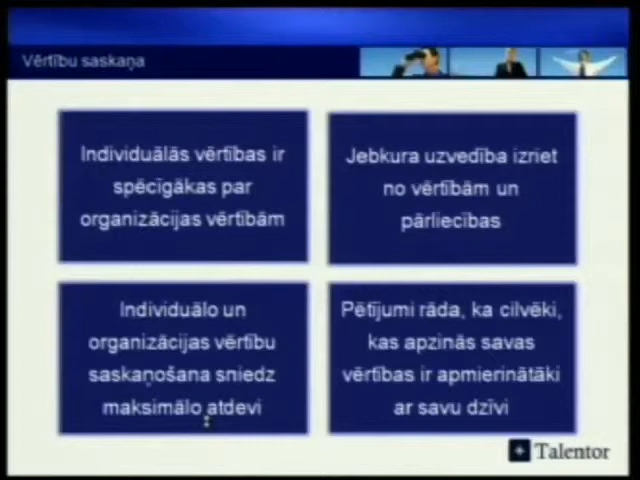 Vērtību saskaņa
Individuālās vērtības ir
spēcīgākas par
organizācijas vērtībām
Jebkura uzvedība izriet
no vērtībām un
pārliecības
Individuālo un
organizācijas vērtību
saskaņošana sniedz
maksimālo atdevi
Pētījumi rāda, ka cilvēki,
kas apzinās savas
vērtības ir apmierinātāki
ar savu dzīvi
Talentor